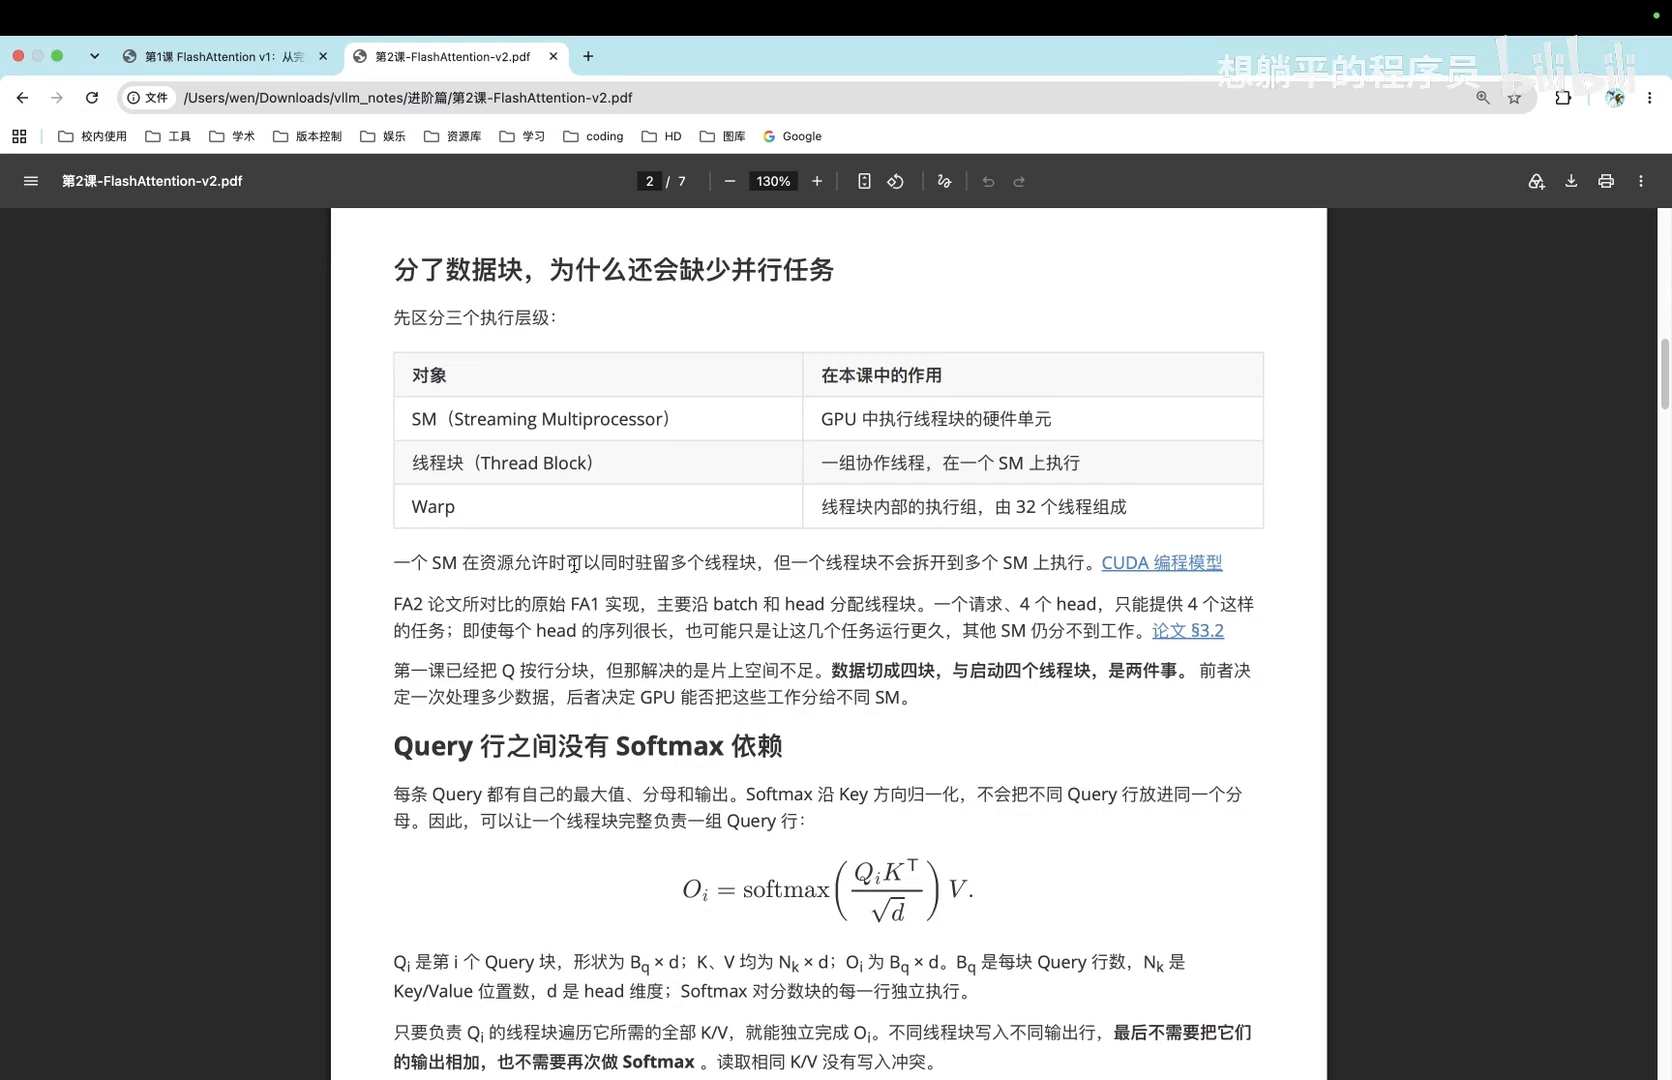 第1课 FlashAttention v1：从完
第2课-FlashAttention-v2.pdf
想躺平的程序员
bilibili
文件
/Users/wen/Downloads/vllm_notes/进阶篇/第2课-FlashAttention-v2.pdf
校内使用
工具
学术
版本控制
娱乐
资源库
学习
coding
HD
图库
Google
第2课-FlashAttention-v2.pdf
2 / 7
130%
分了数据块，为什么还会缺少并行任务
先区分三个执行层级：
对象 在本课中的作用
SM（Streaming Multiprocessor） GPU 中执行线程块的硬件单元
线程块（Thread Block） 一组协作线程，在一个 SM 上执行
Warp 线程块内部的执行组，由 32 个线程组成
一个 SM 在资源允许时可以同时驻留多个线程块，但一个线程块不会拆开到多个 SM 上执行。CUDA 编程模型
FA2 论文所对比的原始 FA1 实现，主要沿 batch 和 head 分配线程块。一个请求、4 个 head，只能提供 4 个这样
的任务；即使每个 head 的序列很长，也可能只是让这几个任务运行更久，其他 SM 仍分不到工作。论文 §3.2
第一课已经把 Q 按行分块，但那解决的是片上空间不足。数据切成四块，与启动四个线程块，是两件事。 前者决
定一次处理多少数据，后者决定 GPU 能否把这些工作分给不同 SM。
Query 行之间没有 Softmax 依赖
每条 Query 都有自己的最大值、分母和输出。Softmax 沿 Key 方向归一化，不会把不同 Query 行放进同一个分
母。因此，可以让一个线程块完整负责一组 Query 行：
O_i = softmax(Q_i K^⊤ / √d) V.
Q_i 是第 i 个 Query 块，形状为 B_q × d；K、V 均为 N_k × d；O_i 为 B_q × d。B_q 是每块 Query 行数，N_k 是
Key/Value 位置数，d 是 head 维度；Softmax 对分数块的每一行独立执行。
只要负责 Q_i 的线程块遍历它所需的全部 K/V，就能独立完成 O_i。不同线程块写入不同输出行，最后不需要把它们
的输出相加，也不需要再次做 Softmax 。读取相同 K/V 没有写入冲突。